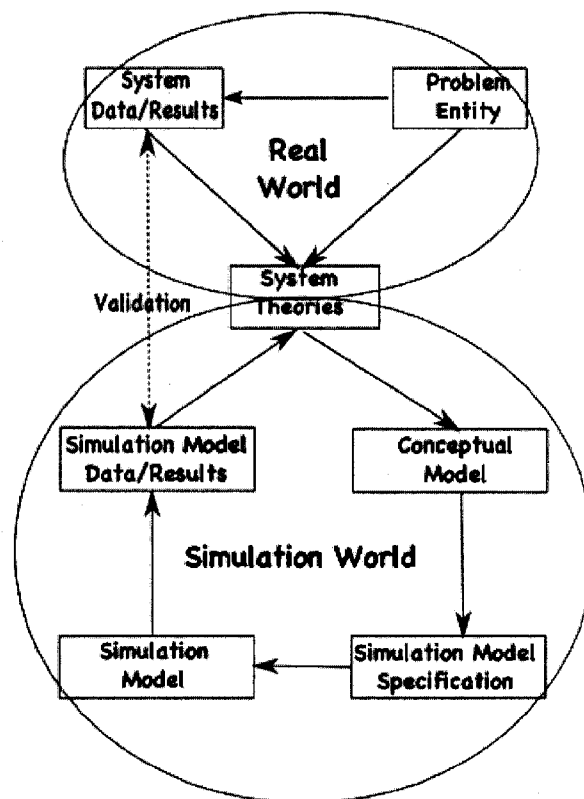 System
Data/Results
Problem
Entity
Real
World
System
Theories
Validation
Simulation Model
Data/Results
Conceptual
Model
Simulation World
Simulation
Model
Simulation Model
Specification